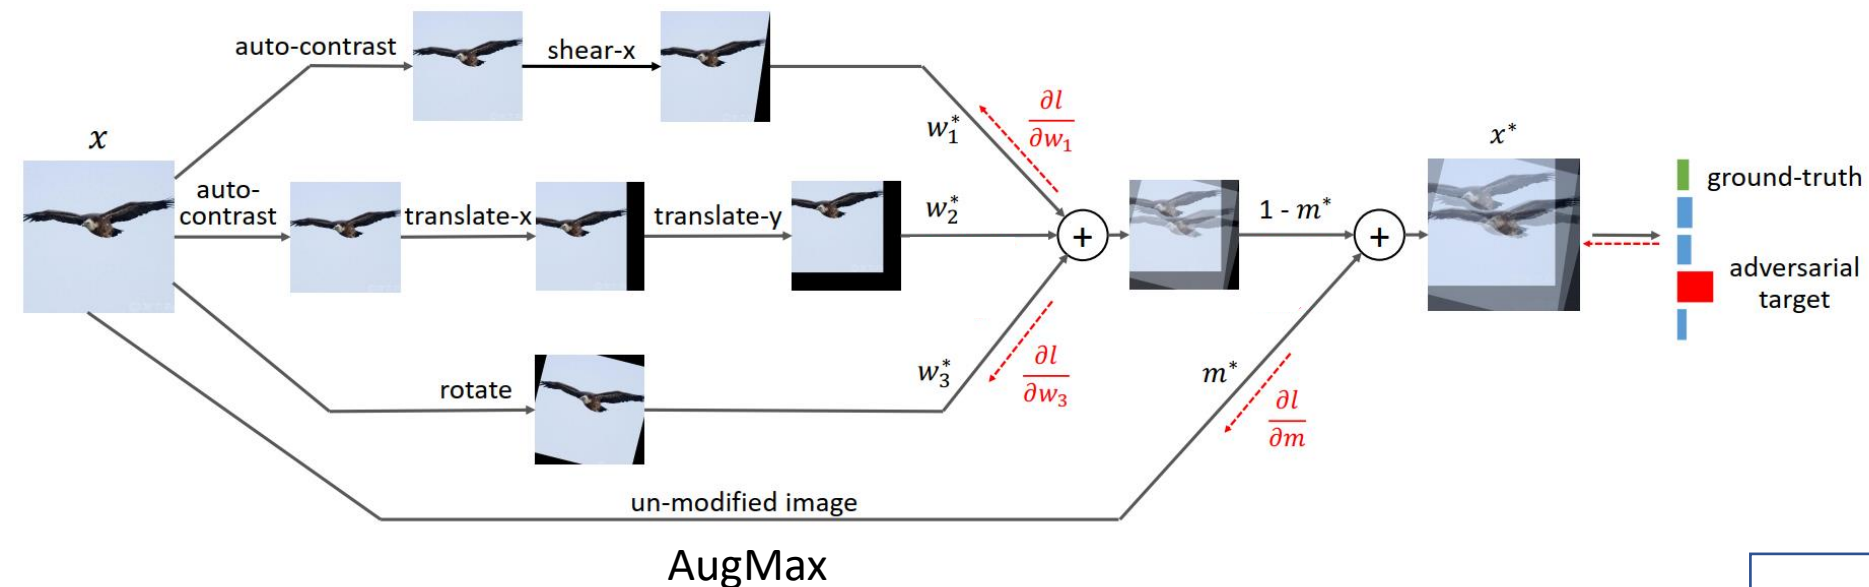 auto-contrast
shear-x
x
auto-
contrast
translate-x
translate-y
rotate
un-modified image
w₁*
∂l
∂w₁
w₂*
+
w₃*
∂l
∂w₃
1 - m*
+
m*
∂l
∂m
x*
ground-truth
adversarial
target
AugMax